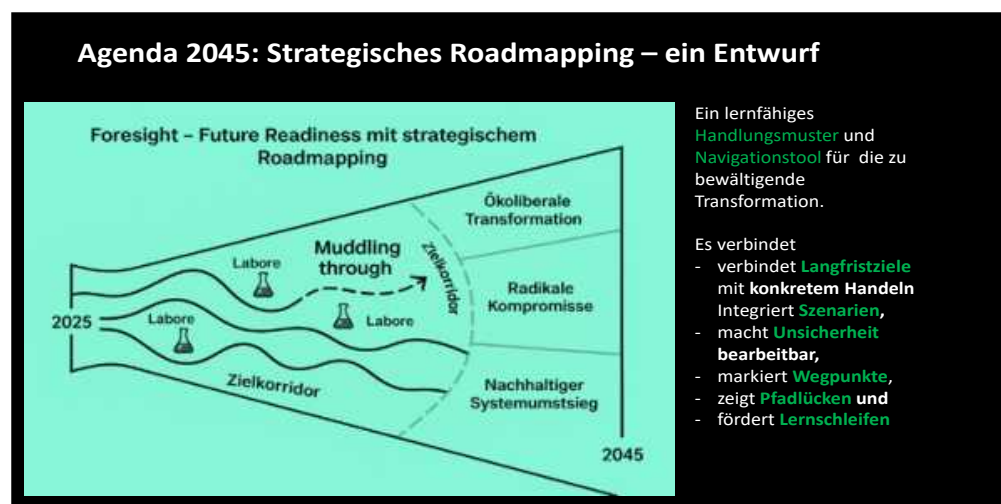 Agenda 2045: Strategisches Roadmapping – ein Entwurf
Foresight – Future Readiness mit strategischem
Roadmapping
Ökoliberale
Transformation
Muddling
through
Labore
Zielkorridor
Labore
Radikale
Kompromisse
2025
Labore
Zielkorridor
Nachhaltiger
Systemumstsieg
2045
Ein lernfähiges
Handlungsmuster und
Navigationstool für die zu
bewältigende
Transformation.
Es verbindet
- verbindet Langfristziele
mit konkretem Handeln
Integriert Szenarien,
- macht Unsicherheit
bearbeitbar,
- markiert Wegpunkte,
- zeigt Pfadlücken und
- fördert Lernschleifen